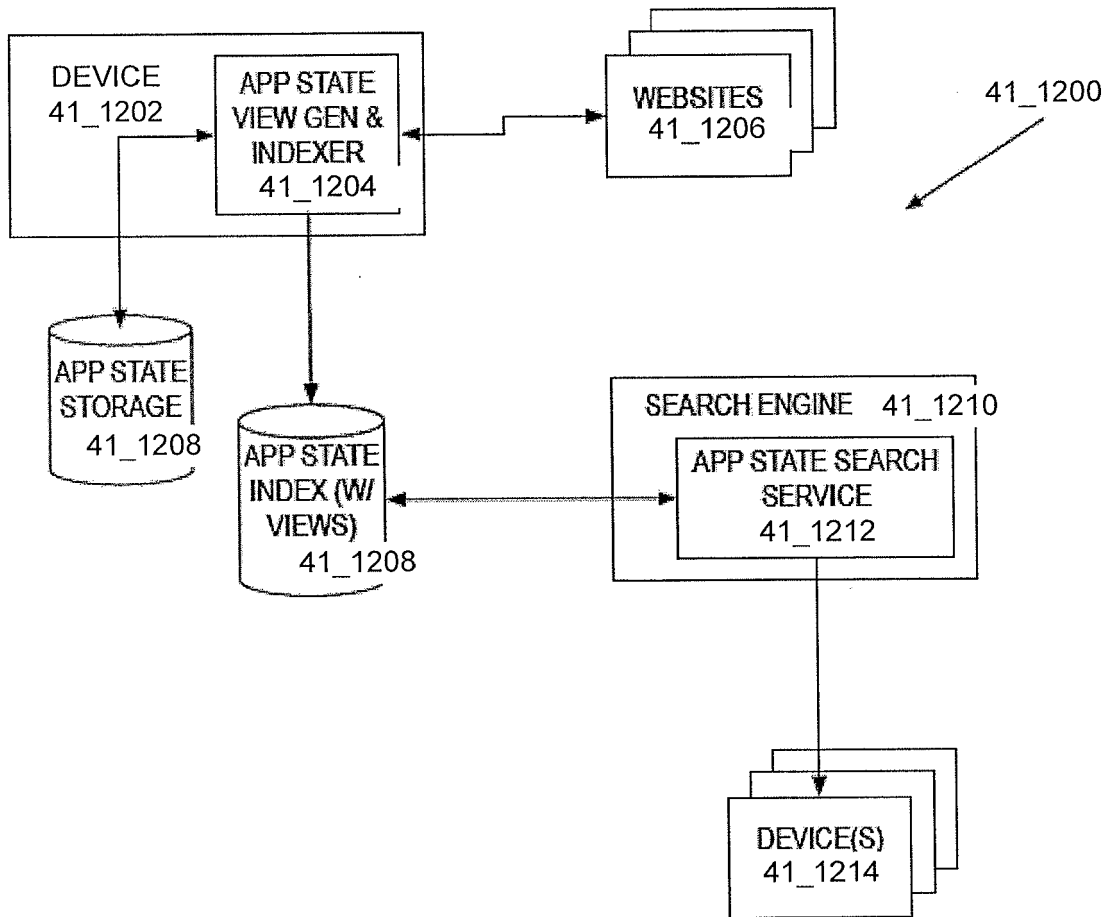 DEVICE
41_1202
APP STATE
VIEW GEN &
INDEXER
41_1204
WEBSITES
41_1206
41_1200
APP STATE
STORAGE
41_1208
APP STATE
INDEX (W/
VIEWS)
41_1208
SEARCH ENGINE 41_1210
APP STATE SEARCH
SERVICE
41_1212
DEVICE(S)
41_1214